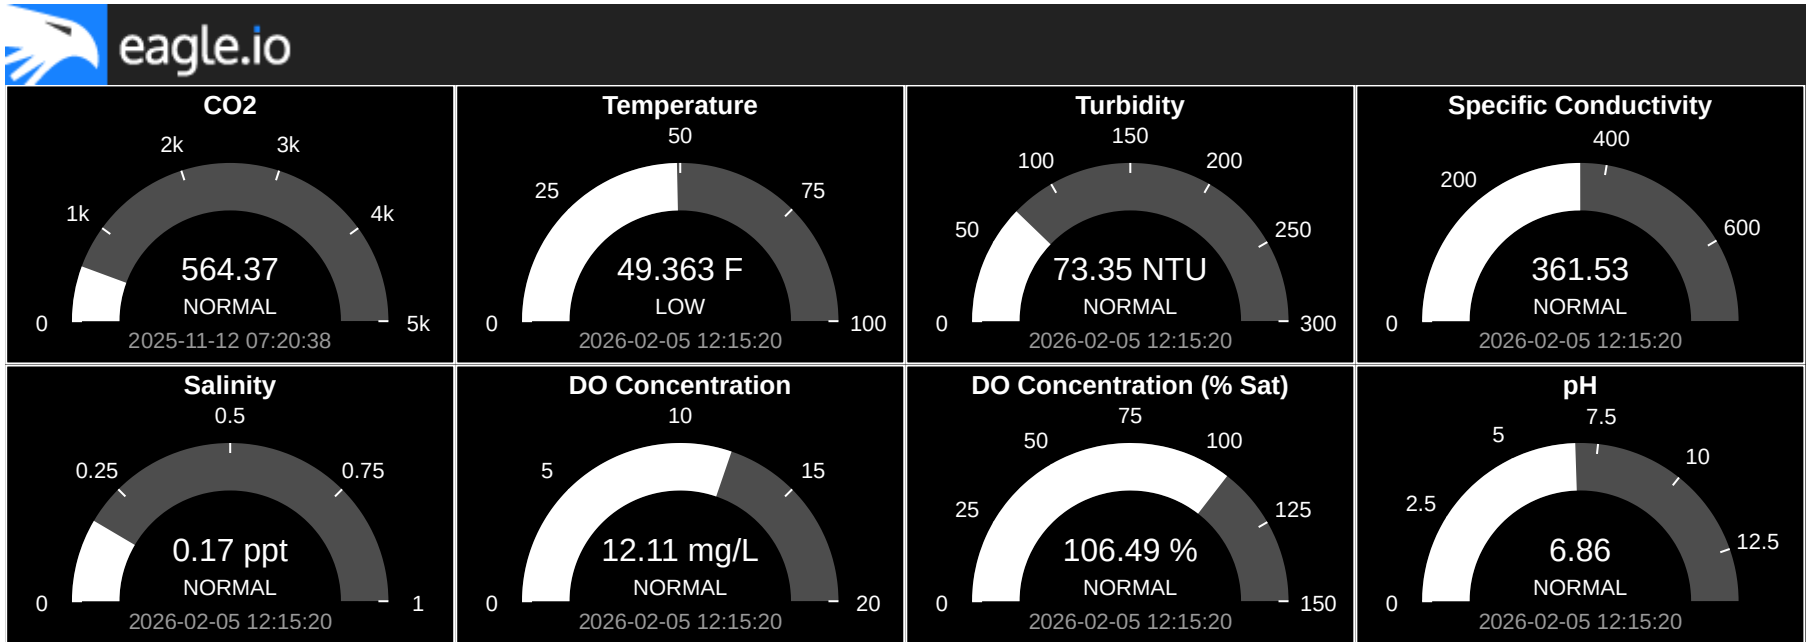 eagle.io
CO2
0
1k
2k
3k
4k
5k
564.37
NORMAL
2025-11-12 07:20:38
Temperature
0
25
50
75
100
49.363 F
LOW
2026-02-05 12:15:20
Turbidity
0
50
100
150
200
250
300
73.35 NTU
NORMAL
2026-02-05 12:15:20
Specific Conductivity
0
200
400
600
361.53
NORMAL
2026-02-05 12:15:20
Salinity
0
0.25
0.5
0.75
1
0.17 ppt
NORMAL
2026-02-05 12:15:20
DO Concentration
0
5
10
15
20
12.11 mg/L
NORMAL
2026-02-05 12:15:20
DO Concentration (% Sat)
0
25
50
75
100
125
150
106.49 %
NORMAL
2026-02-05 12:15:20
pH
0
2.5
5
7.5
10
12.5
6.86
NORMAL
2026-02-05 12:15:20